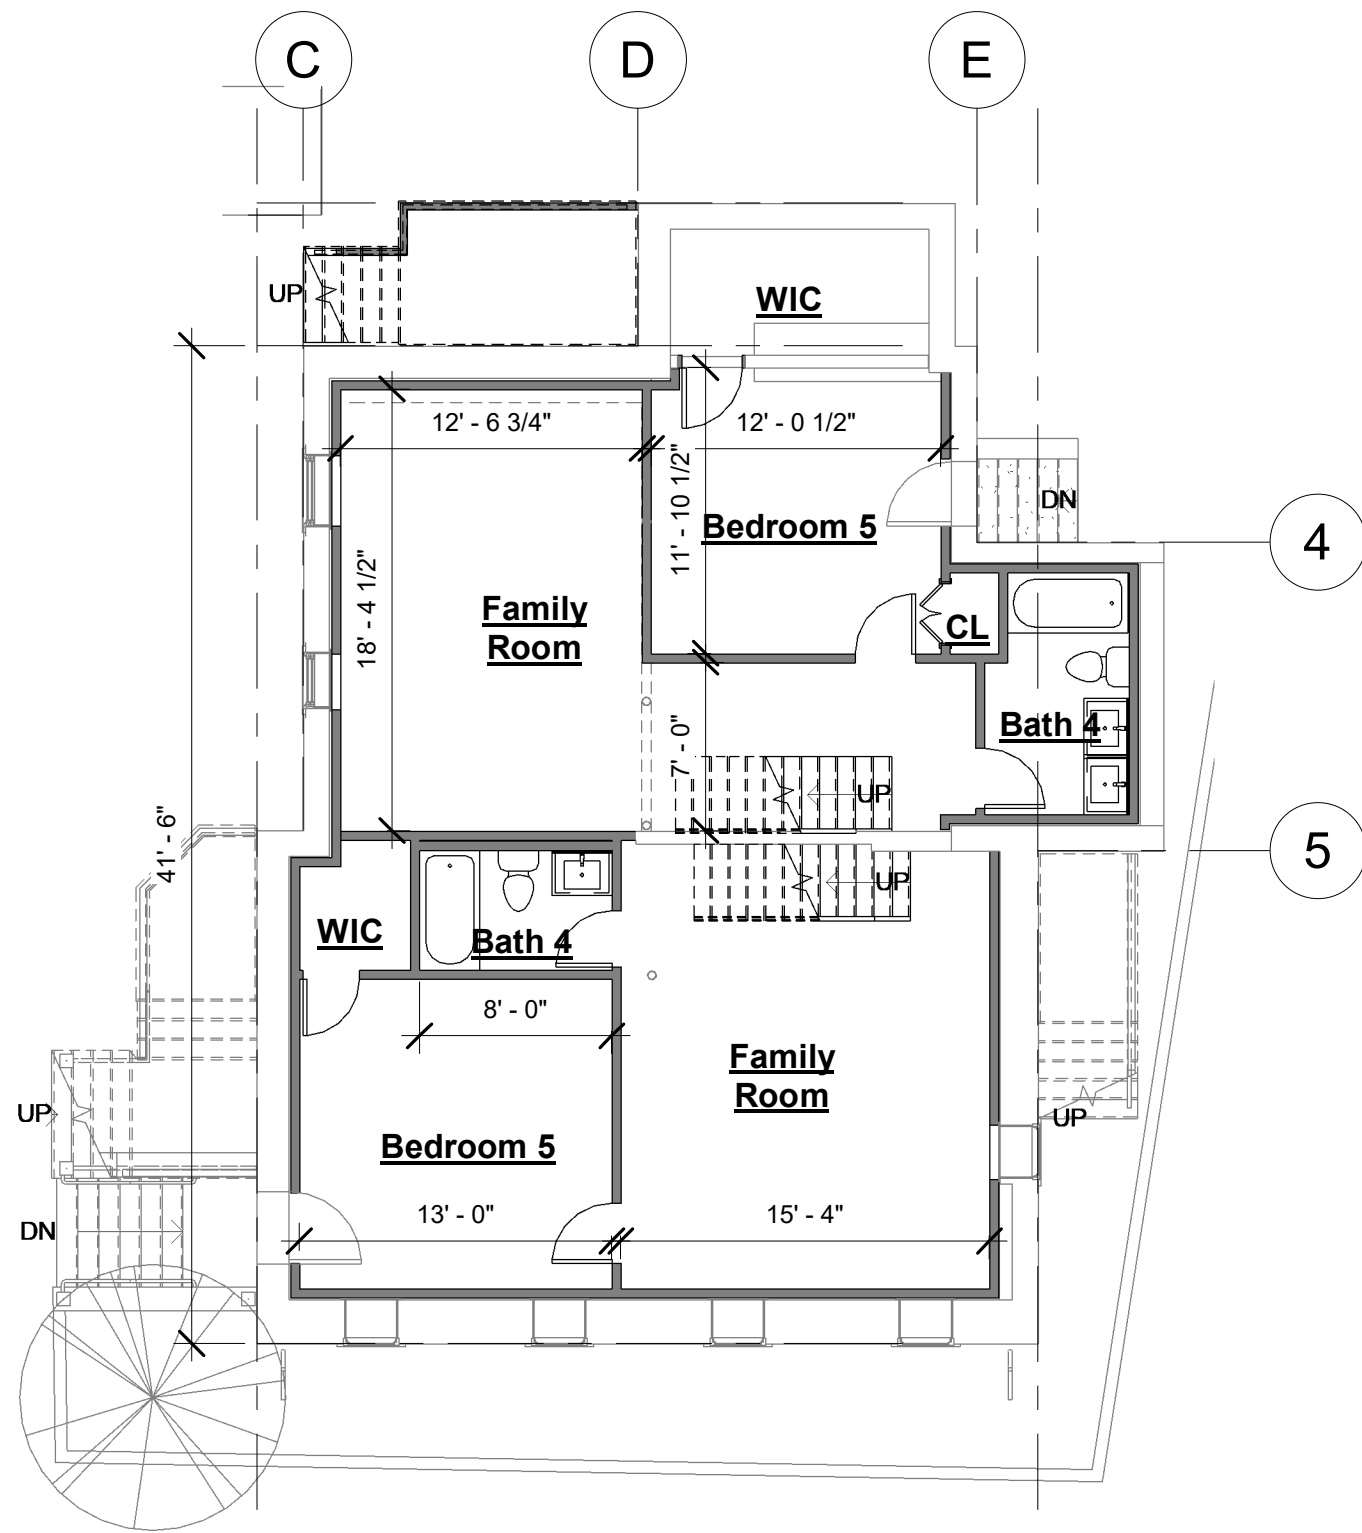 C
D
E
UP
WIC
12' - 6 3/4"
12' - 0 1/2"
11' - 10 1/2"
DN
Bedroom 5
4
18' - 4 1/2"
Family
Room
CL
Bath 4
7' - 0"
UP
41' - 6"
5
UP
WIC
Bath 4
8' - 0"
Family
Room
UP
UP
Bedroom 5
13' - 0"
15' - 4"
DN